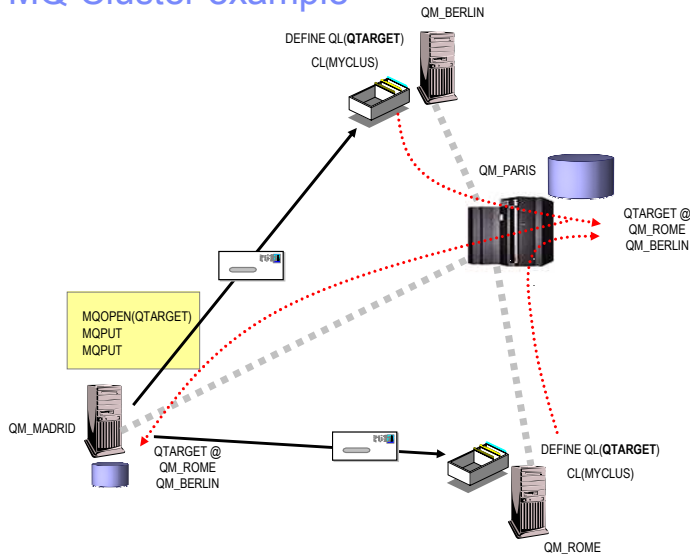 MQ Cluster example
QM_BERLIN
DEFINE QL(QTARGET)
CL(MYCLUS)
QM_PARIS
QTARGET @
QM_ROME
QM_BERLIN
MQOPEN(QTARGET)
MQPUT
MQPUT
QM_MADRID
QTARGET @
QM_ROME
QM_BERLIN
DEFINE QL(QTARGET)
CL(MYCLUS)
QM_ROME